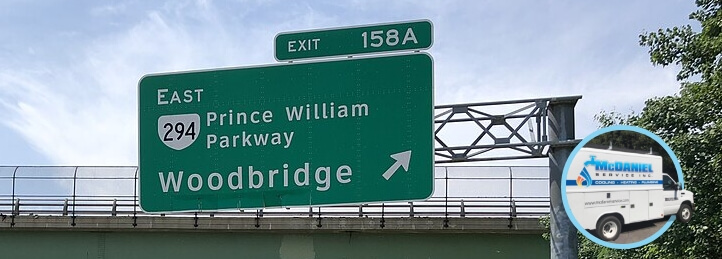 EXIT 158A
EAST
294 Prince William
Parkway
Woodbridge
McDANIEL
SERVICE INC.
COOLING · HEATING · PLUMBING